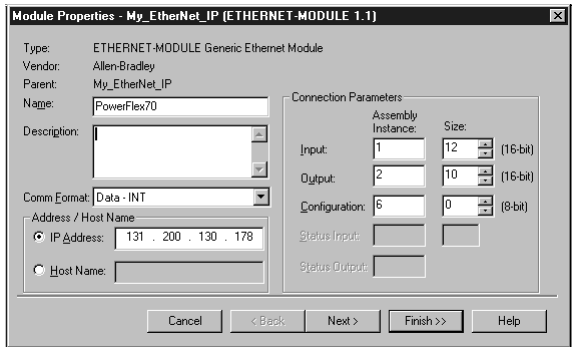 Module Properties - My_EtherNet_IP (ETHERNET-MODULE 1.1)
Type: ETHERNET-MODULE Generic Ethernet Module
Vendor: Allen-Bradley
Parent: My_EtherNet_IP
Name: PowerFlex70
Description:
Comm Format: Data - INT
Address / Host Name
IP Address: 131 . 200 . 130 . 178
Host Name:
Connection Parameters
Assembly Instance: Size:
Input: 1 12 (16-bit)
Output: 2 10 (16-bit)
Configuration: 6 0 (8-bit)
Status Input:
Status Output:
Cancel < Back Next > Finish >> Help